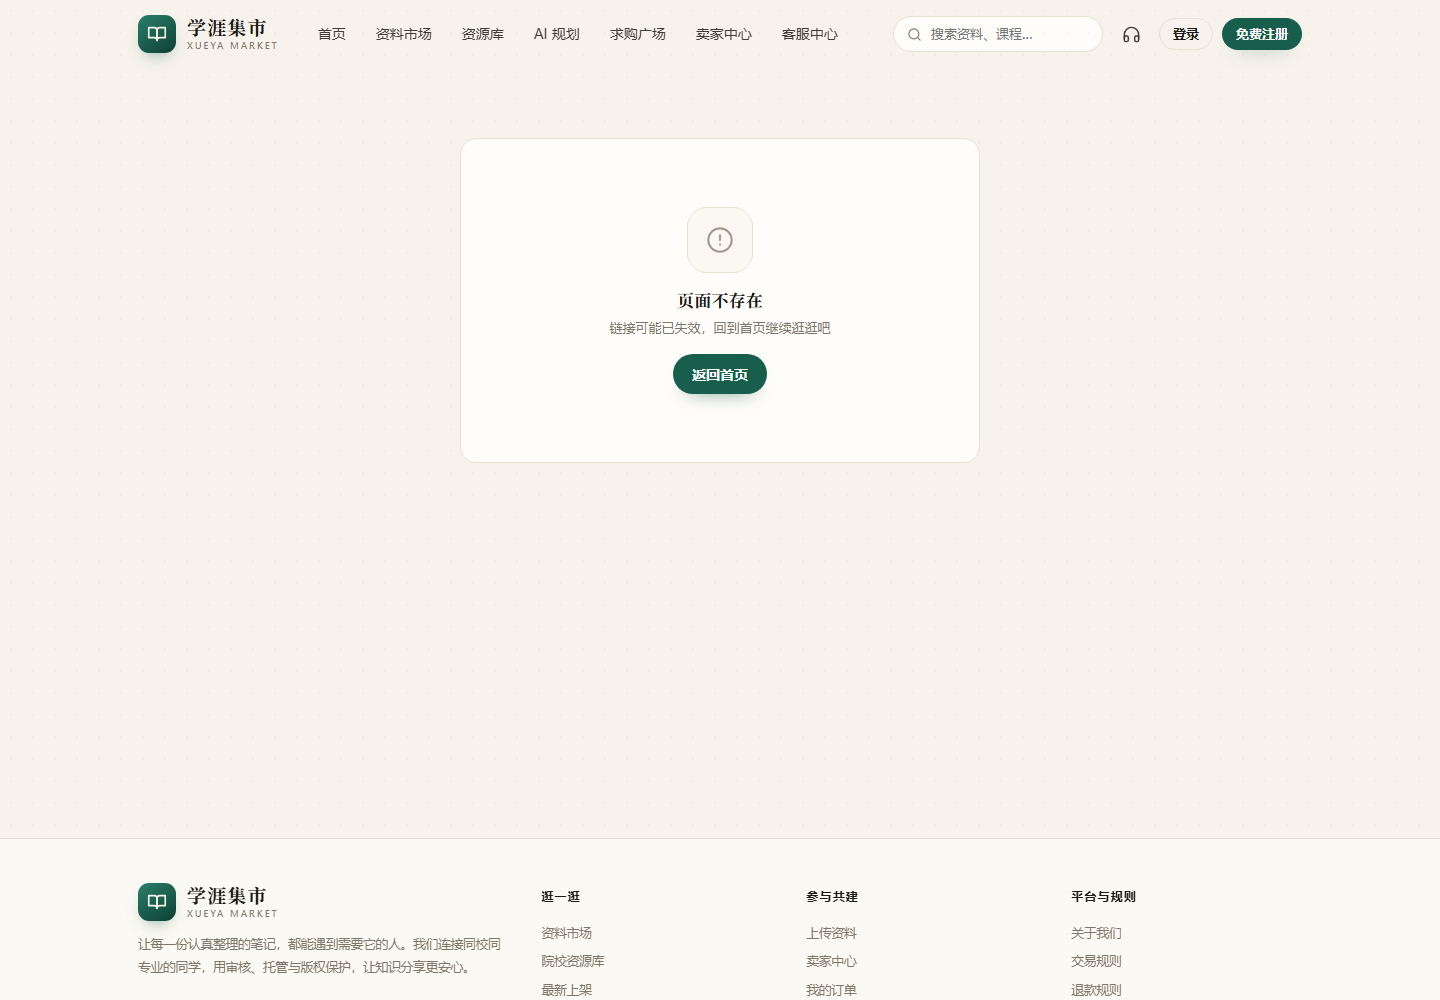 学涯集市
XUEYA MARKET
首页
资料市场
资源库
AI 规划
求购广场
卖家中心
客服中心
搜索资料、课程...
登录
免费注册
页面不存在
链接可能已失效，回到首页继续逛逛吧
返回首页
学涯集市
XUEYA MARKET
让每一份认真整理的笔记，都能遇到需要它的人。我们连接同校同
专业的同学，用审核、托管与版权保护，让知识分享更安心。
逛一逛
资料市场
院校资源库
最新上架
参与共建
上传资料
卖家中心
我的订单
平台与规则
关于我们
交易规则
退款规则